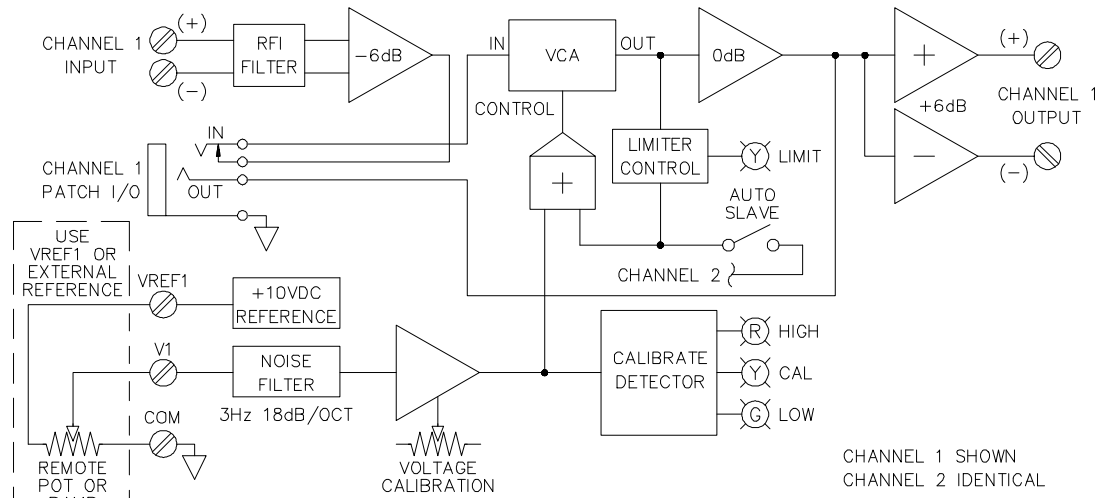 CHANNEL 1
INPUT
(+)
(-)
RFI
FILTER
-6dB
IN
VCA
OUT
CONTROL
0dB
+
-
+6dB
(+)
(-)
CHANNEL 1
OUTPUT
LIMITER
CONTROL
Y
LIMIT
+
AUTO
SLAVE
CHANNEL 2
CHANNEL 1
PATCH I/O
IN
OUT
USE
VREF1 OR
EXTERNAL
REFERENCE
VREF1
+10VDC
REFERENCE
V1
NOISE
FILTER
3Hz 18dB/OCT
COM
REMOTE
POT OR
VOLTAGE
CALIBRATION
CALIBRATE
DETECTOR
R
HIGH
Y
CAL
G
LOW
CHANNEL 1 SHOWN
CHANNEL 2 IDENTICAL